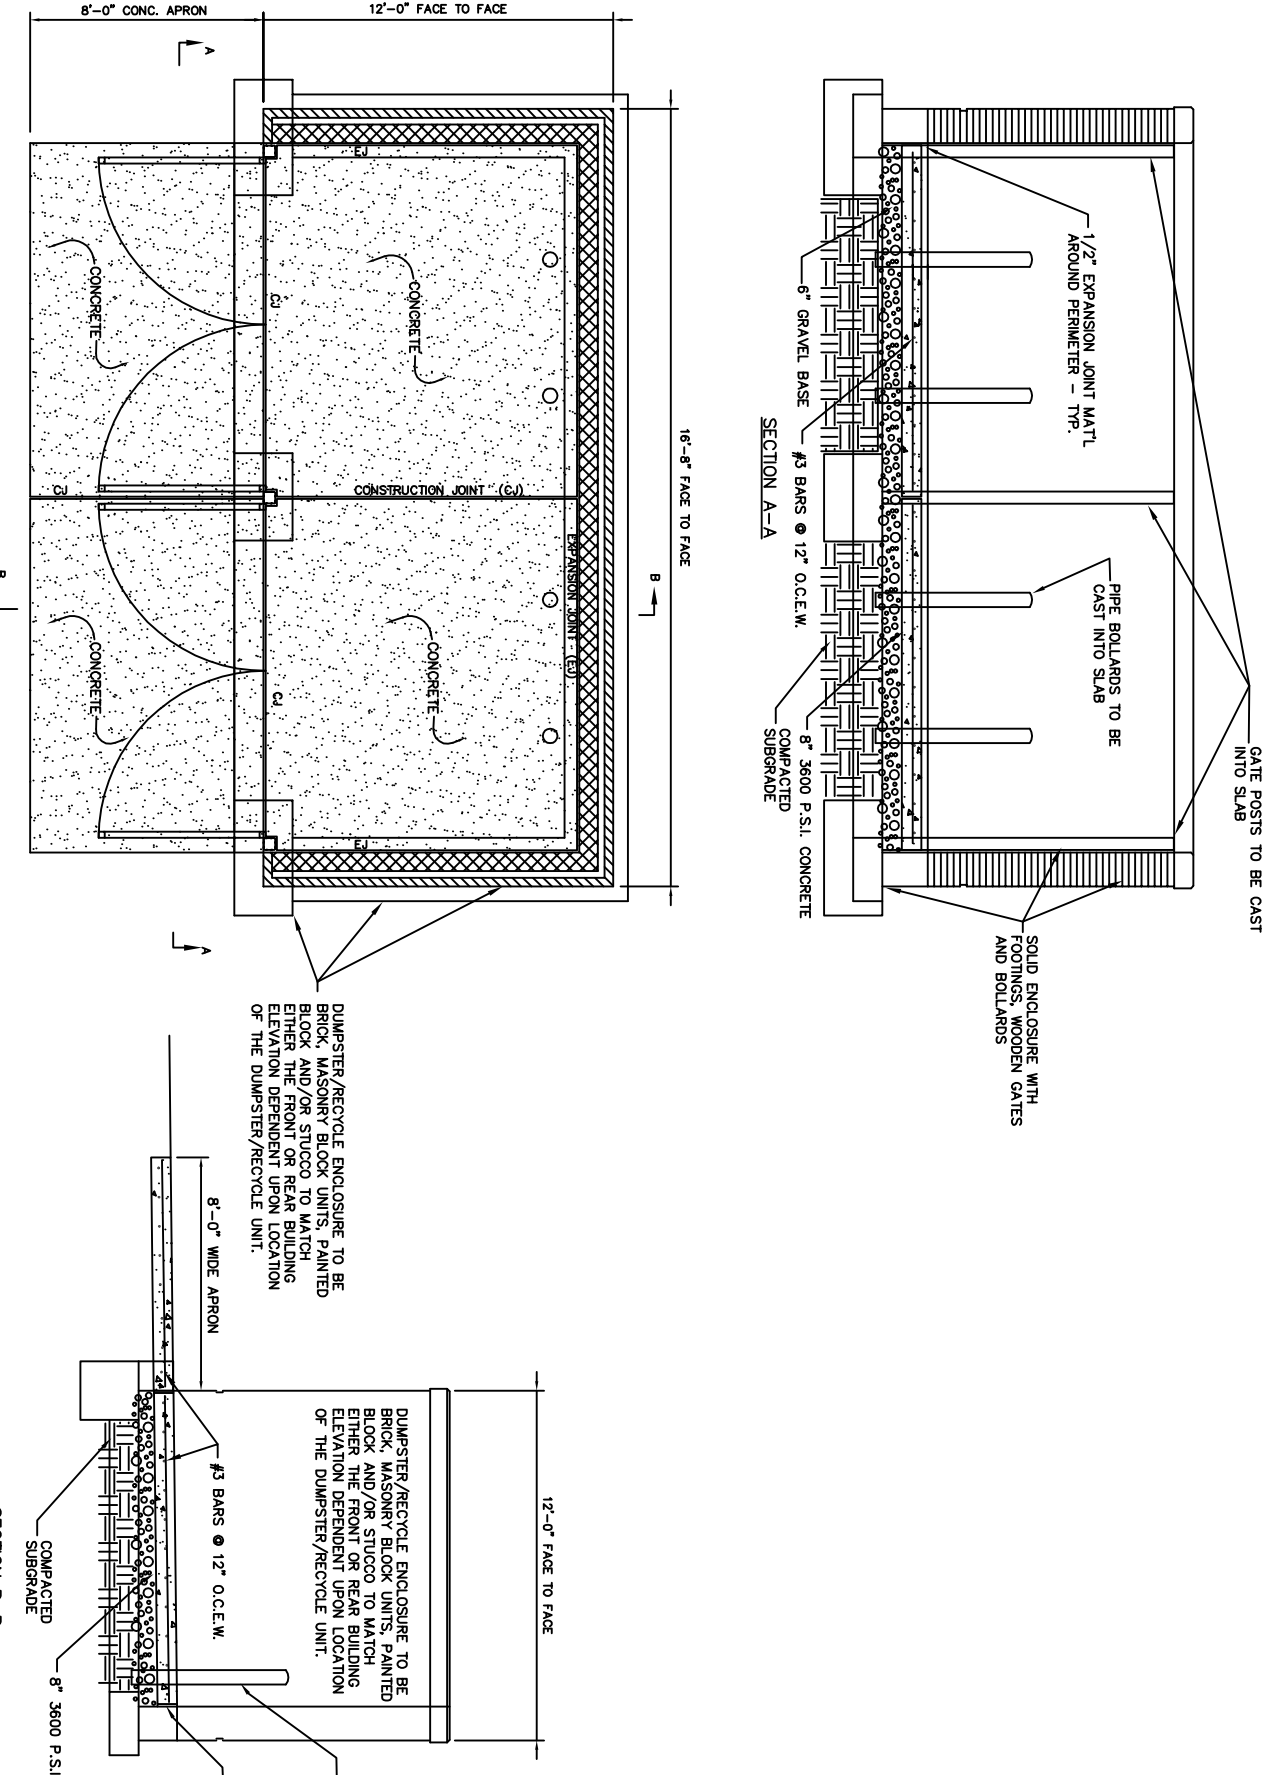 8'-0" CONC. APRON
12'-0" FACE TO FACE
A
16'-8" FACE TO FACE
B
EJ
CONCRETE
CONCRETE
CJ
CJ
CONSTRUCTION JOINT (CJ)
EXPANSION JOINT (EJ)
CONCRETE
CONCRETE
CJ
EJ
A
DUMPSTER/RECYCLE ENCLOSURE TO BE
BRICK, MASONRY BLOCK UNITS, PAINTED
BLOCK AND/OR STUCCO TO MATCH
EITHER THE FRONT OR REAR BUILDING
ELEVATION DEPENDENT UPON LOCATION
OF THE DUMPSTER/RECYCLE UNIT.
GATE POSTS TO BE CAST
INTO SLAB
1/2" EXPANSION JOINT MAT'L
AROUND PERIMETER - TYP.
PIPE BOLLARDS TO BE
CAST INTO SLAB
SOLID ENCLOSURE WITH
FOOTINGS, WOODEN GATES
AND BOLLARDS
6" GRAVEL BASE
#3 BARS @ 12" O.C.E.W.
8" 3600 P.S.I. CONCRETE
COMPACTED
SUBGRADE
SECTION A-A
12'-0" FACE TO FACE
8'-0" WIDE APRON
DUMPSTER/RECYCLE ENCLOSURE TO BE
BRICK, MASONRY BLOCK UNITS, PAINTED
BLOCK AND/OR STUCCO TO MATCH
EITHER THE FRONT OR REAR BUILDING
ELEVATION DEPENDENT UPON LOCATION
OF THE DUMPSTER/RECYCLE UNIT.
#3 BARS @ 12" O.C.E.W.
COMPACTED
SUBGRADE
8" 3600 P.S.I.